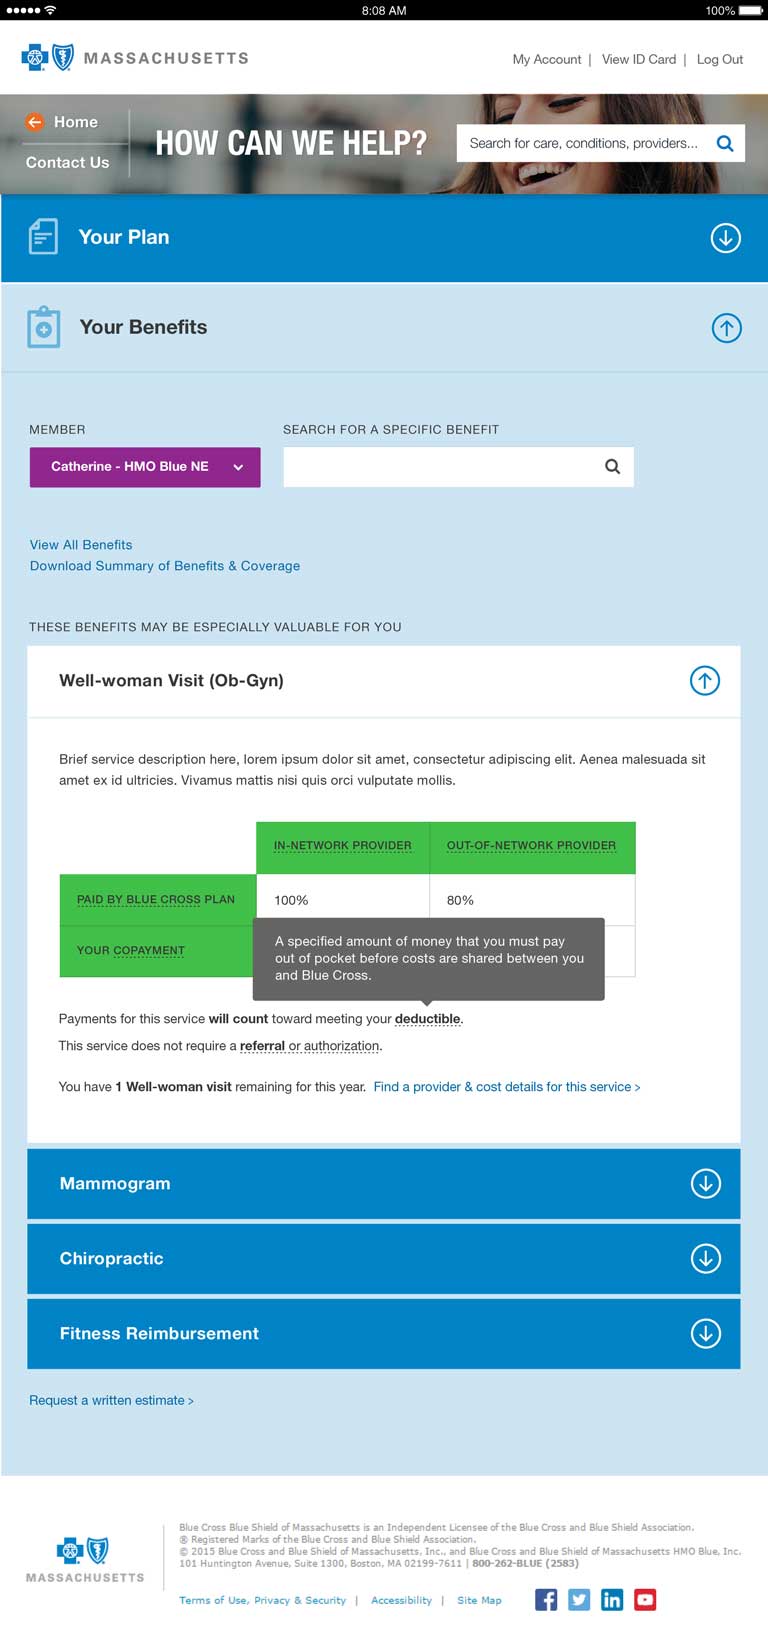 8:08 AM
100%
MASSACHUSETTS
My Account | View ID Card | Log Out
Home
Contact Us
HOW CAN WE HELP?
Search for care, conditions, providers...
Your Plan
Your Benefits
MEMBER
SEARCH FOR A SPECIFIC BENEFIT
Catherine - HMO Blue NE
View All Benefits
Download Summary of Benefits & Coverage
THESE BENEFITS MAY BE ESPECIALLY VALUABLE FOR YOU
Well-woman Visit (Ob-Gyn)
Brief service description here, lorem ipsum dolor sit amet, consectetur adipiscing elit. Aenea malesuada sit
amet ex id ultricies. Vivamus mattis nisi quis orci vulputate mollis.
IN-NETWORK PROVIDER
OUT-OF-NETWORK PROVIDER
PAID BY BLUE CROSS PLAN
100%
80%
YOUR COPAYMENT
A specified amount of money that you must pay
out of pocket before costs are shared between you
and Blue Cross.
Payments for this service will count toward meeting your deductible.
This service does not require a referral or authorization.
You have 1 Well-woman visit remaining for this year. Find a provider & cost details for this service >
Mammogram
Chiropractic
Fitness Reimbursement
Request a written estimate >
MASSACHUSETTS
Blue Cross Blue Shield of Massachusetts is an Independent Licensee of the Blue Cross and Blue Shield Association.
® Registered Marks of the Blue Cross and Blue Shield Association.
© 2015 Blue Cross and Blue Shield of Massachusetts, Inc., and Blue Cross and Blue Shield of Massachusetts HMO Blue, Inc.
101 Huntington Avenue, Suite 1300, Boston, MA 02199-7611 | 800-262-BLUE (2583)
Terms of Use, Privacy & Security | Accessibility | Site Map